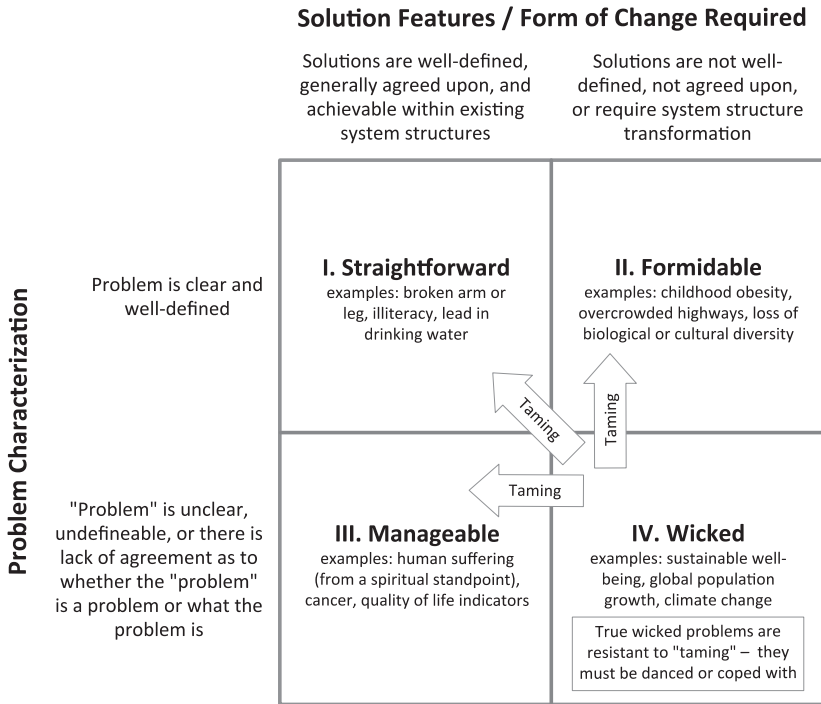 Solution Features / Form of Change Required
Solutions are well-defined,
generally agreed upon, and
achievable within existing
system structures
Solutions are not well-
defined, not agreed upon,
or require system structure
transformation
Problem Characterization
Problem is clear and
well-defined
I. Straightforward
examples: broken arm or
leg, illiteracy, lead in
drinking water
II. Formidable
examples: childhood obesity,
overcrowded highways, loss of
biological or cultural diversity
Taming
Taming
Taming
"Problem" is unclear,
undefineable, or there is
lack of agreement as to
whether the "problem"
is a problem or what the
problem is
III. Manageable
examples: human suffering
(from a spiritual standpoint),
cancer, quality of life indicators
IV. Wicked
examples: sustainable well-
being, global population
growth, climate change
True wicked problems are
resistant to "taming" – they
must be danced or coped with